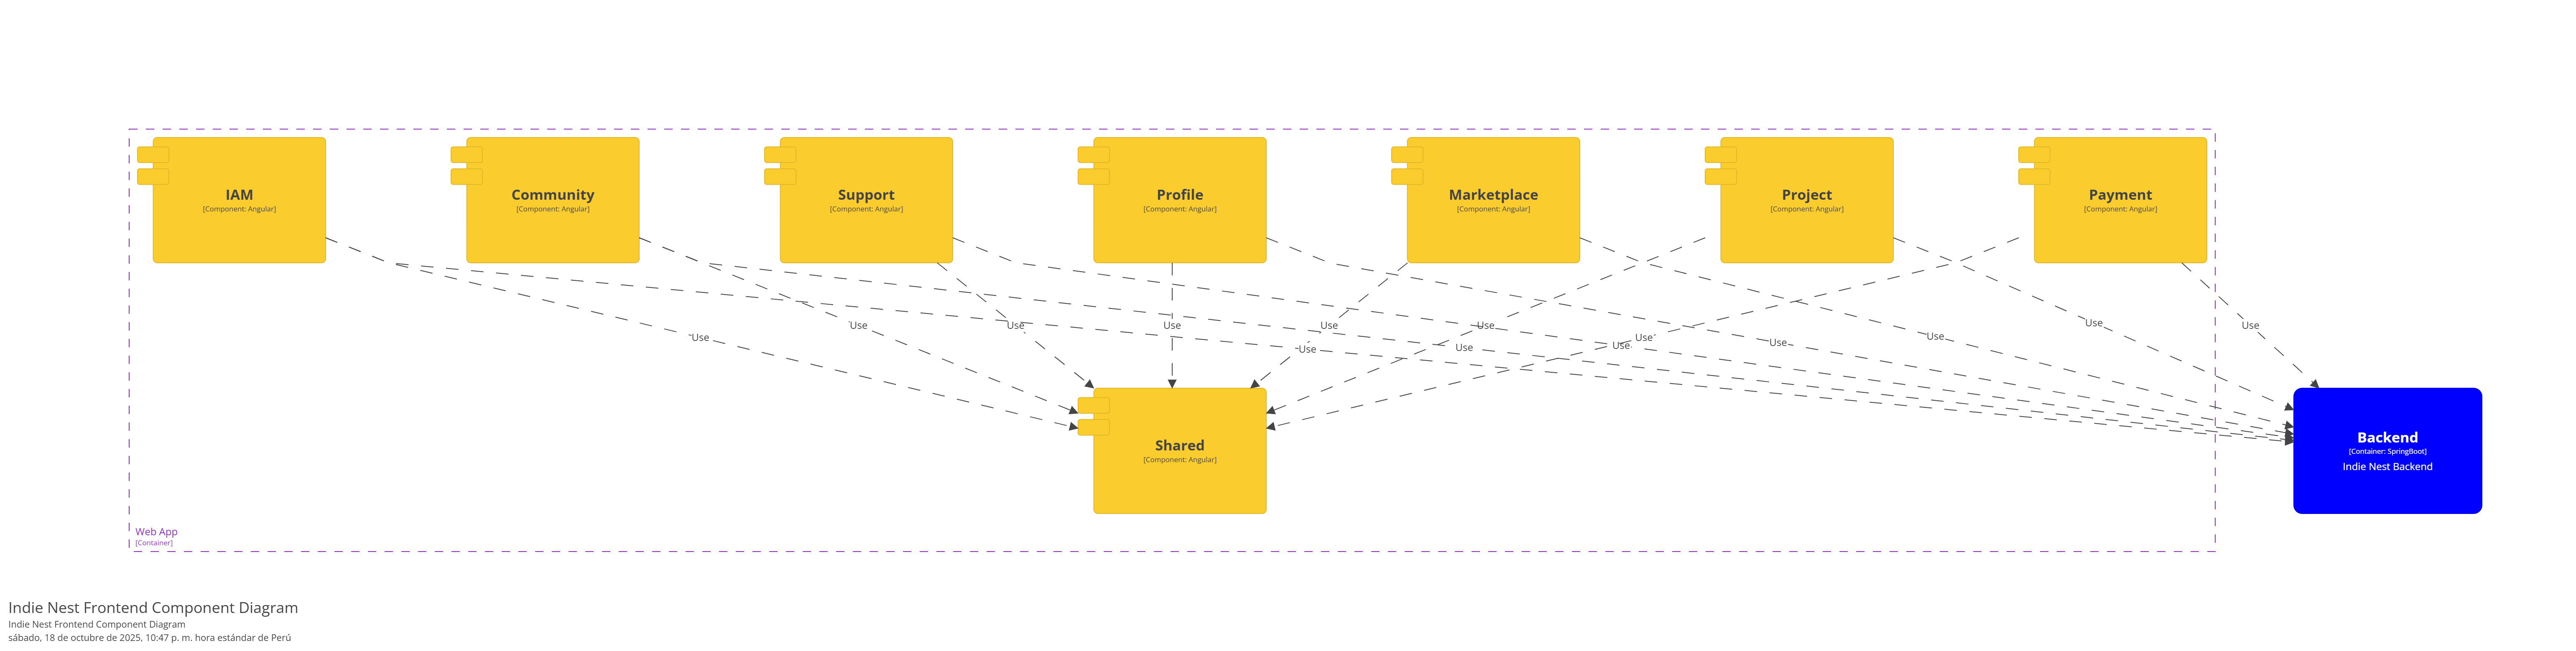 IAM
[Component: Angular]
Community
[Component: Angular]
Support
[Component: Angular]
Profile
[Component: Angular]
Marketplace
[Component: Angular]
Project
[Component: Angular]
Payment
[Component: Angular]
Use
Use
Use
Use
Use
Use
Use
Use
Use
Use
Use
Use
Use
Use
Shared
[Component: Angular]
Backend
[Container: SpringBoot]
Indie Nest Backend
Web App
[Container]
Indie Nest Frontend Component Diagram
Indie Nest Frontend Component Diagram
sábado, 18 de octubre de 2025, 10:47 p. m. hora estándar de Perú